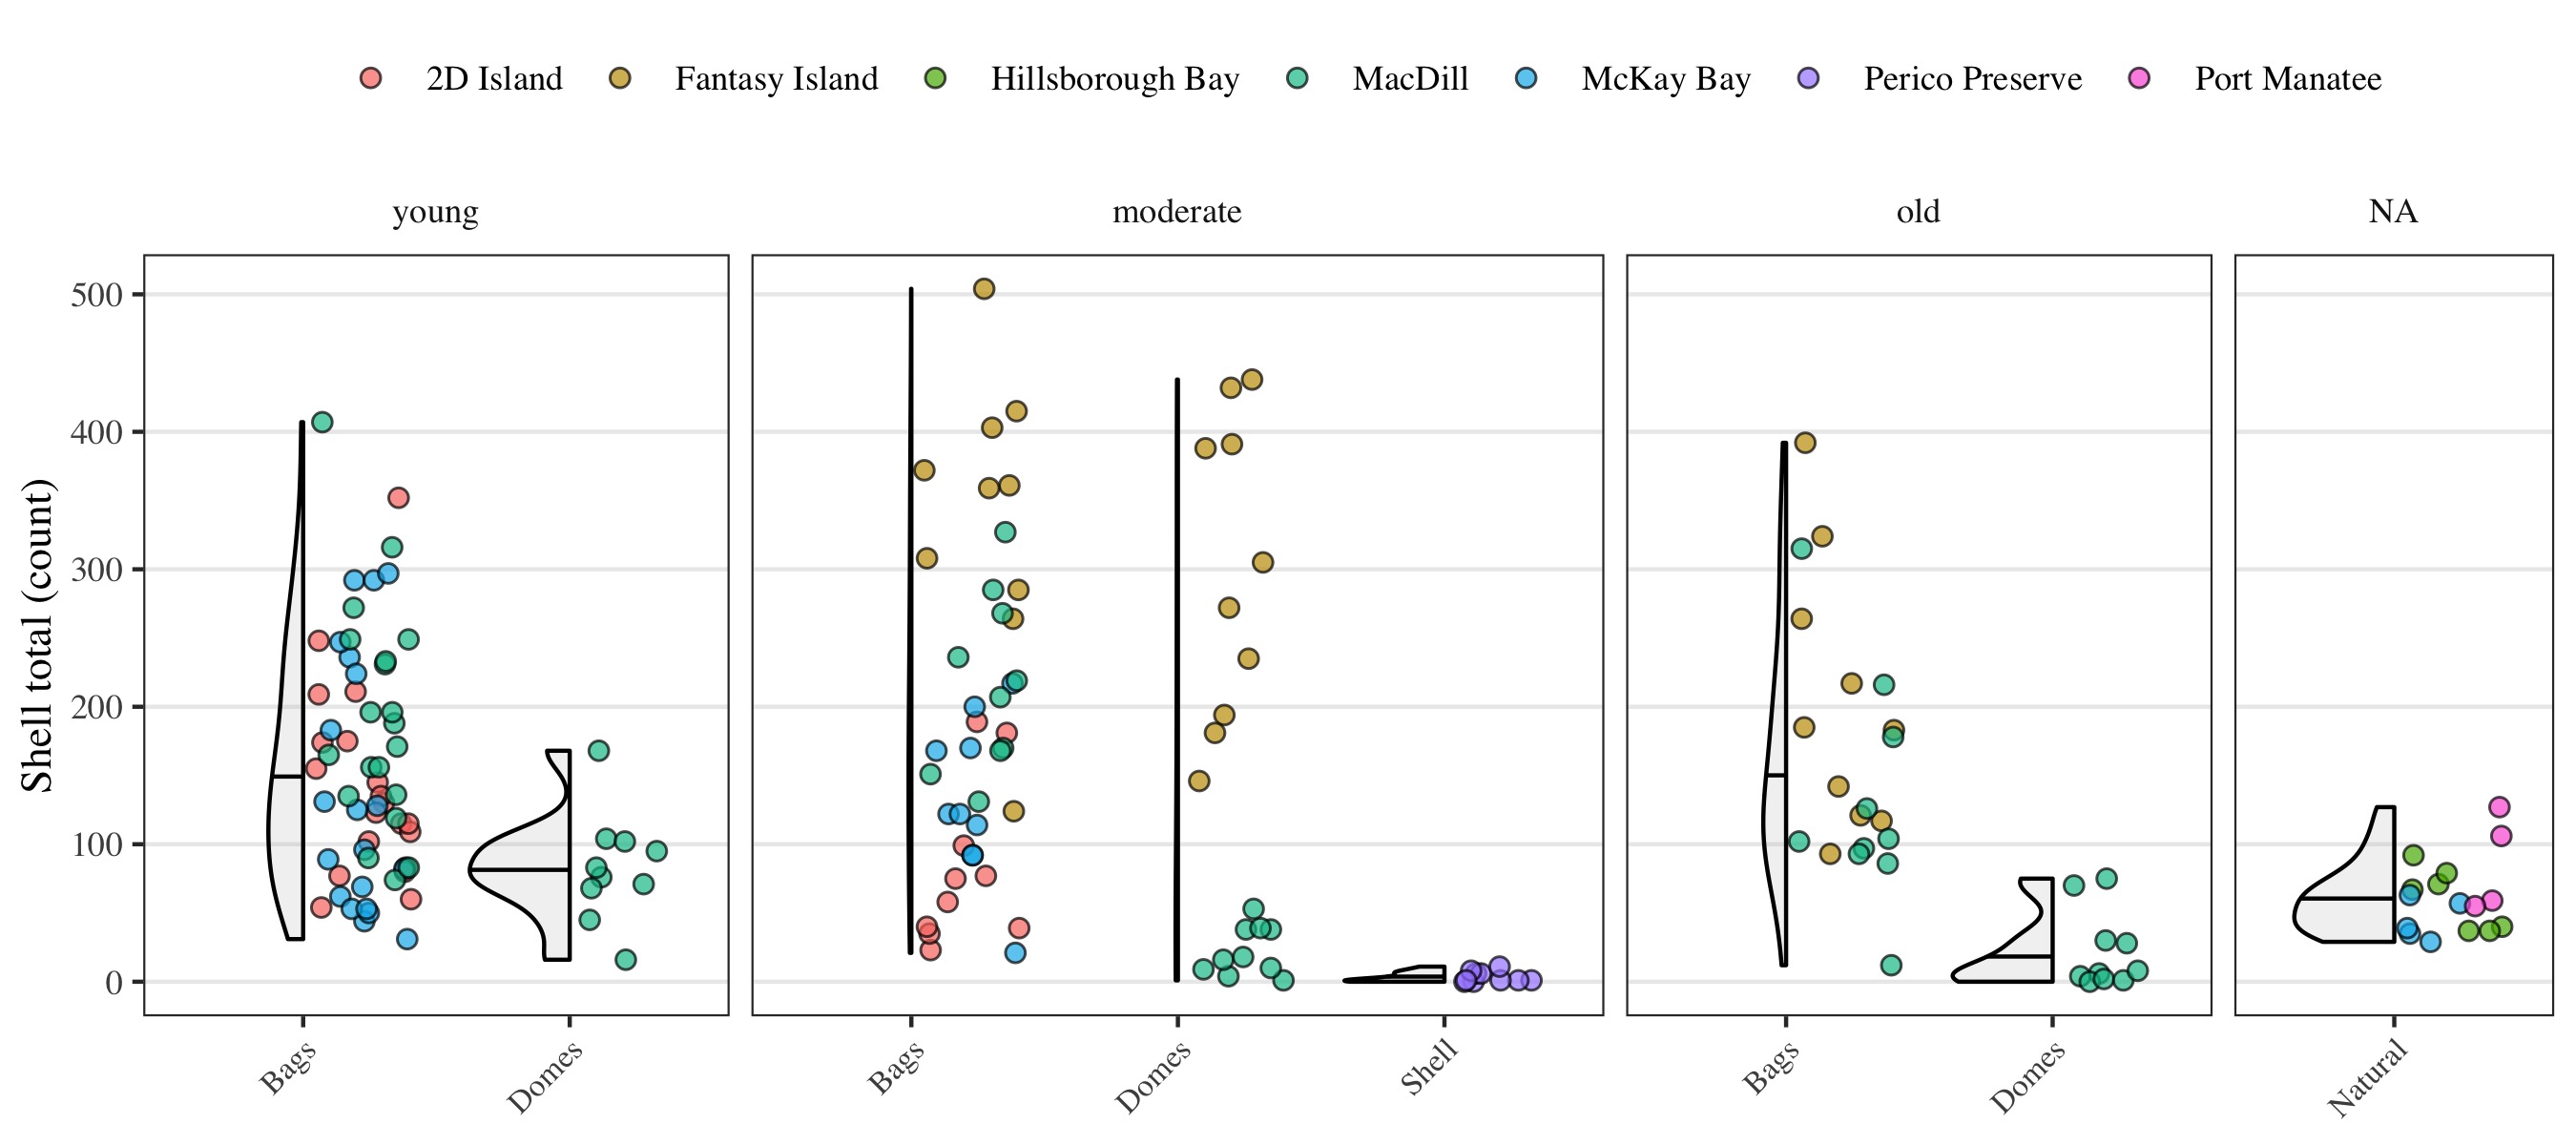 2D Island Fantasy Island Hillsborough Bay MacDill McKay Bay Perico Preserve Port Manatee
young moderate old NA
Shell total (count)
500
400
300
200
100
0
Bags Domes Bags Domes Shell Bags Domes Natural